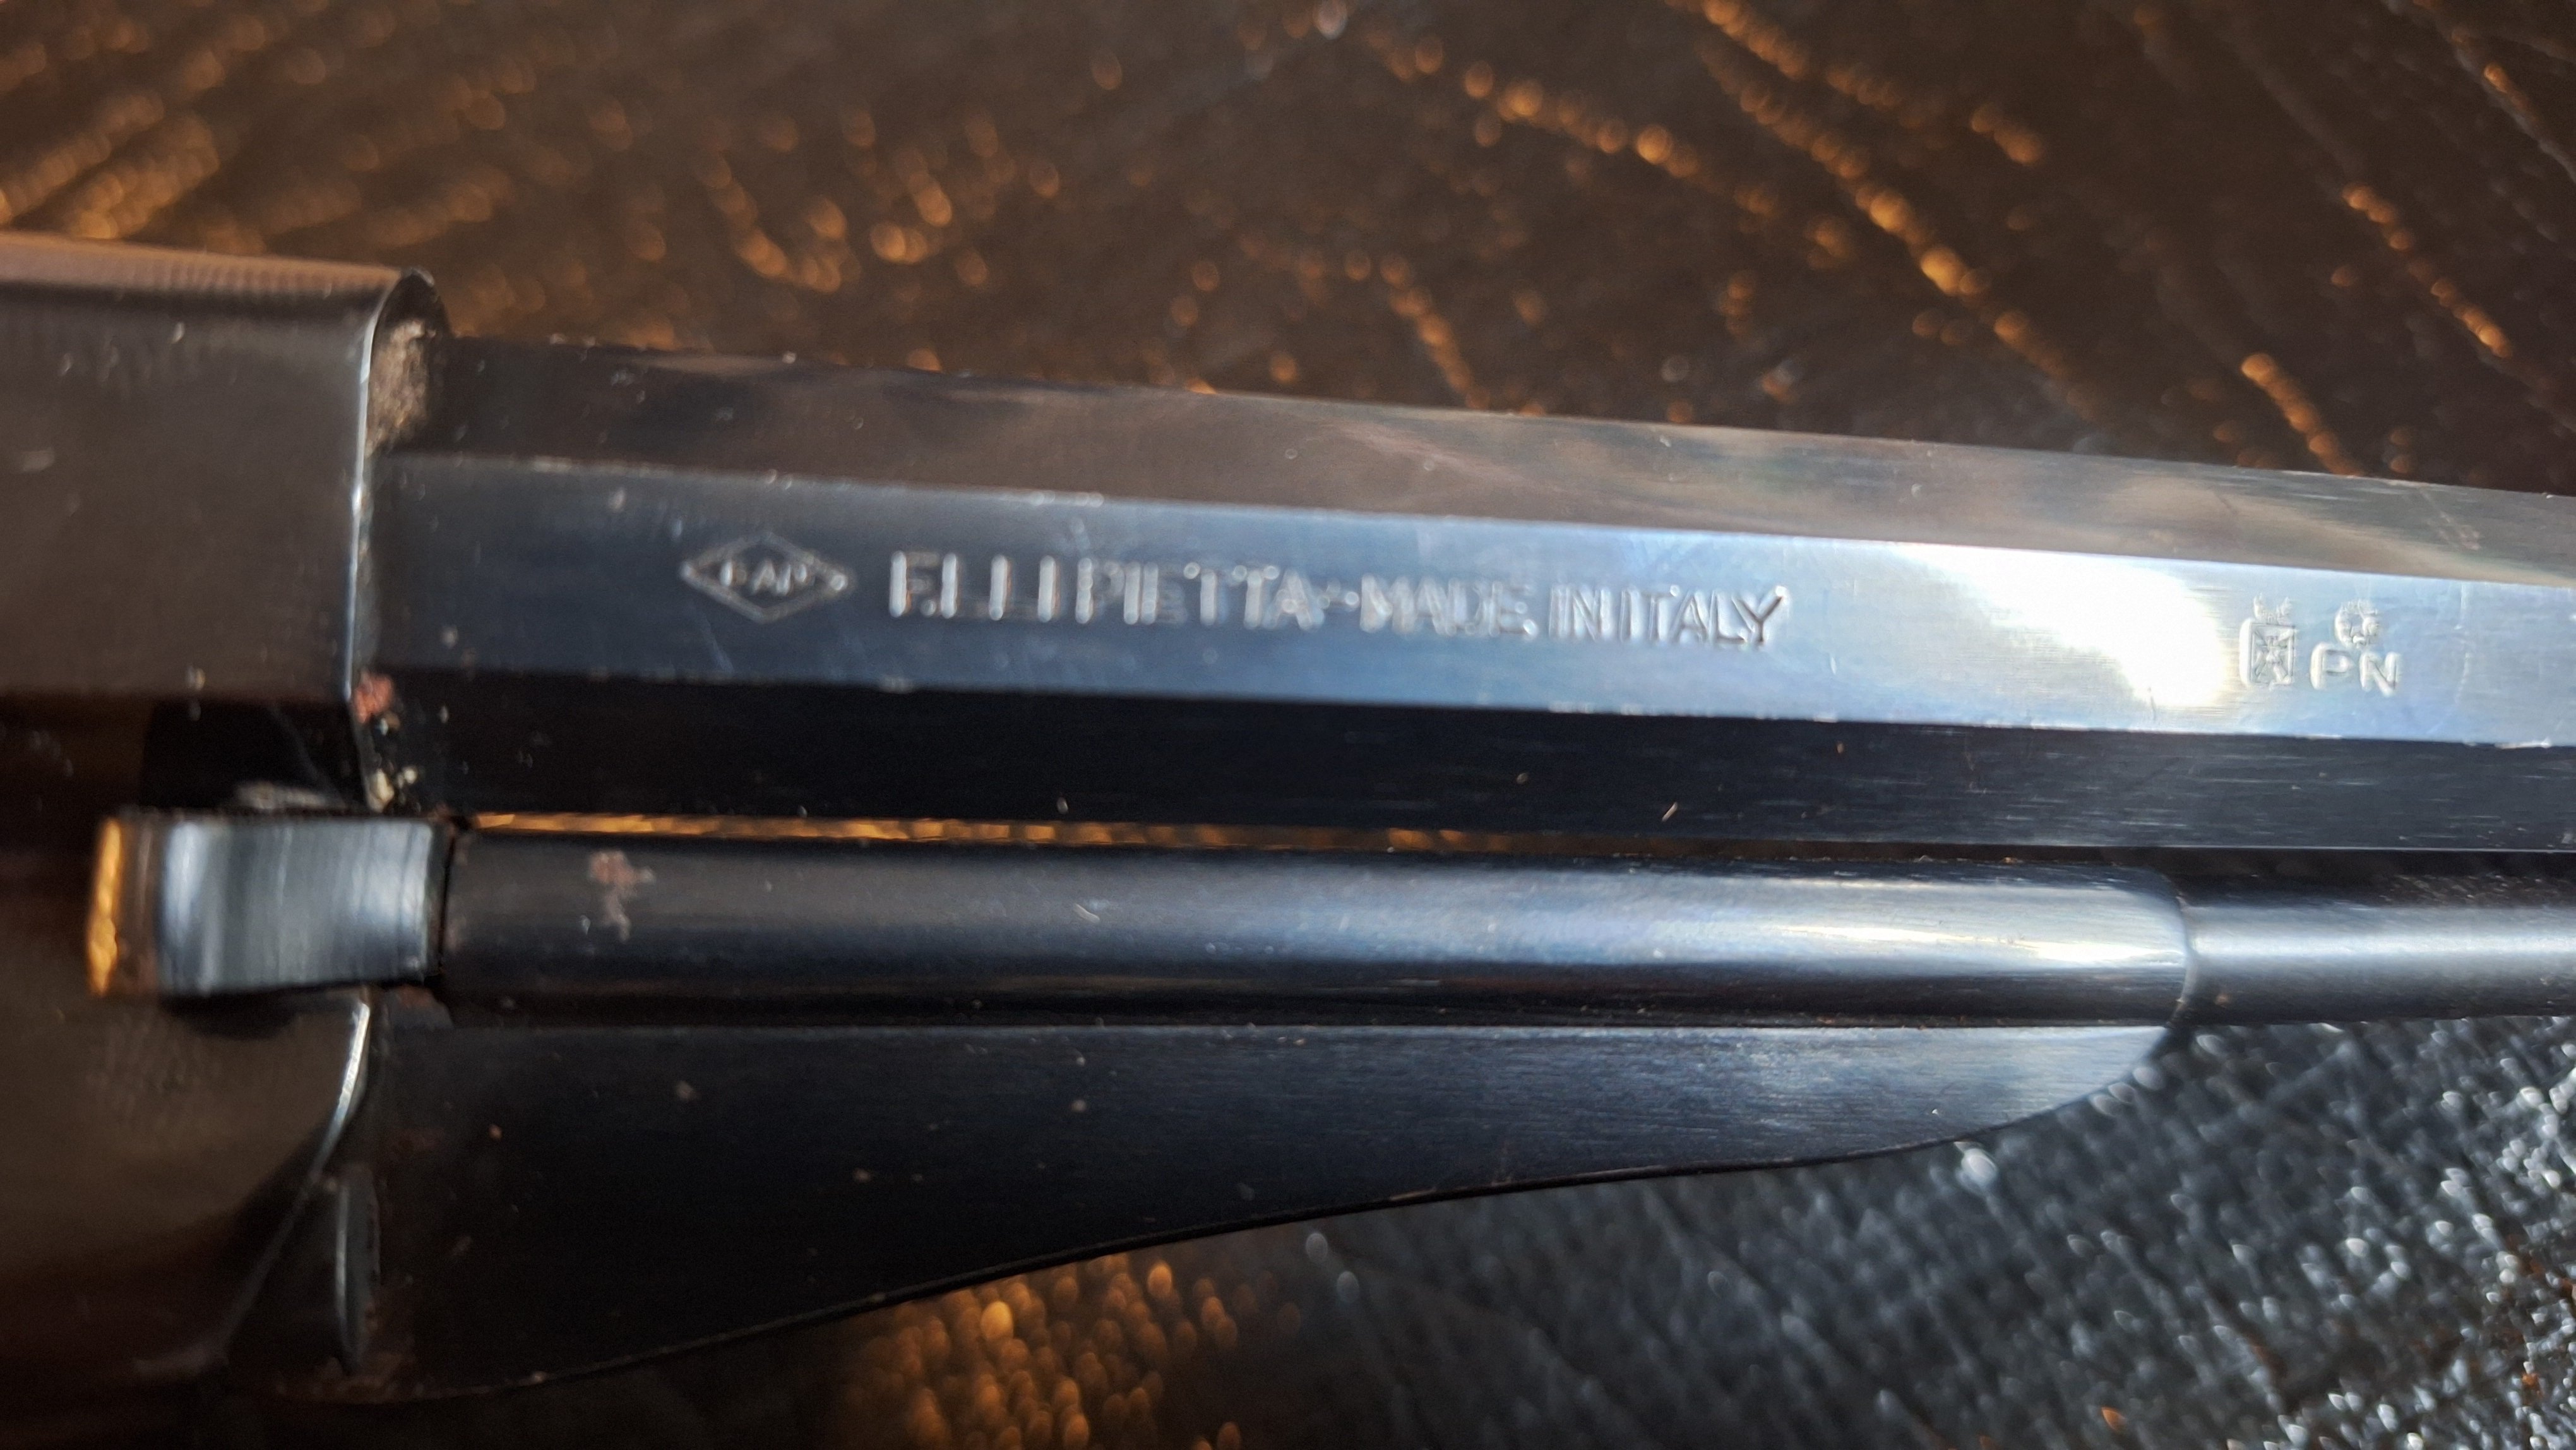 F.LLI PIETTA - MADE IN ITALY
PN